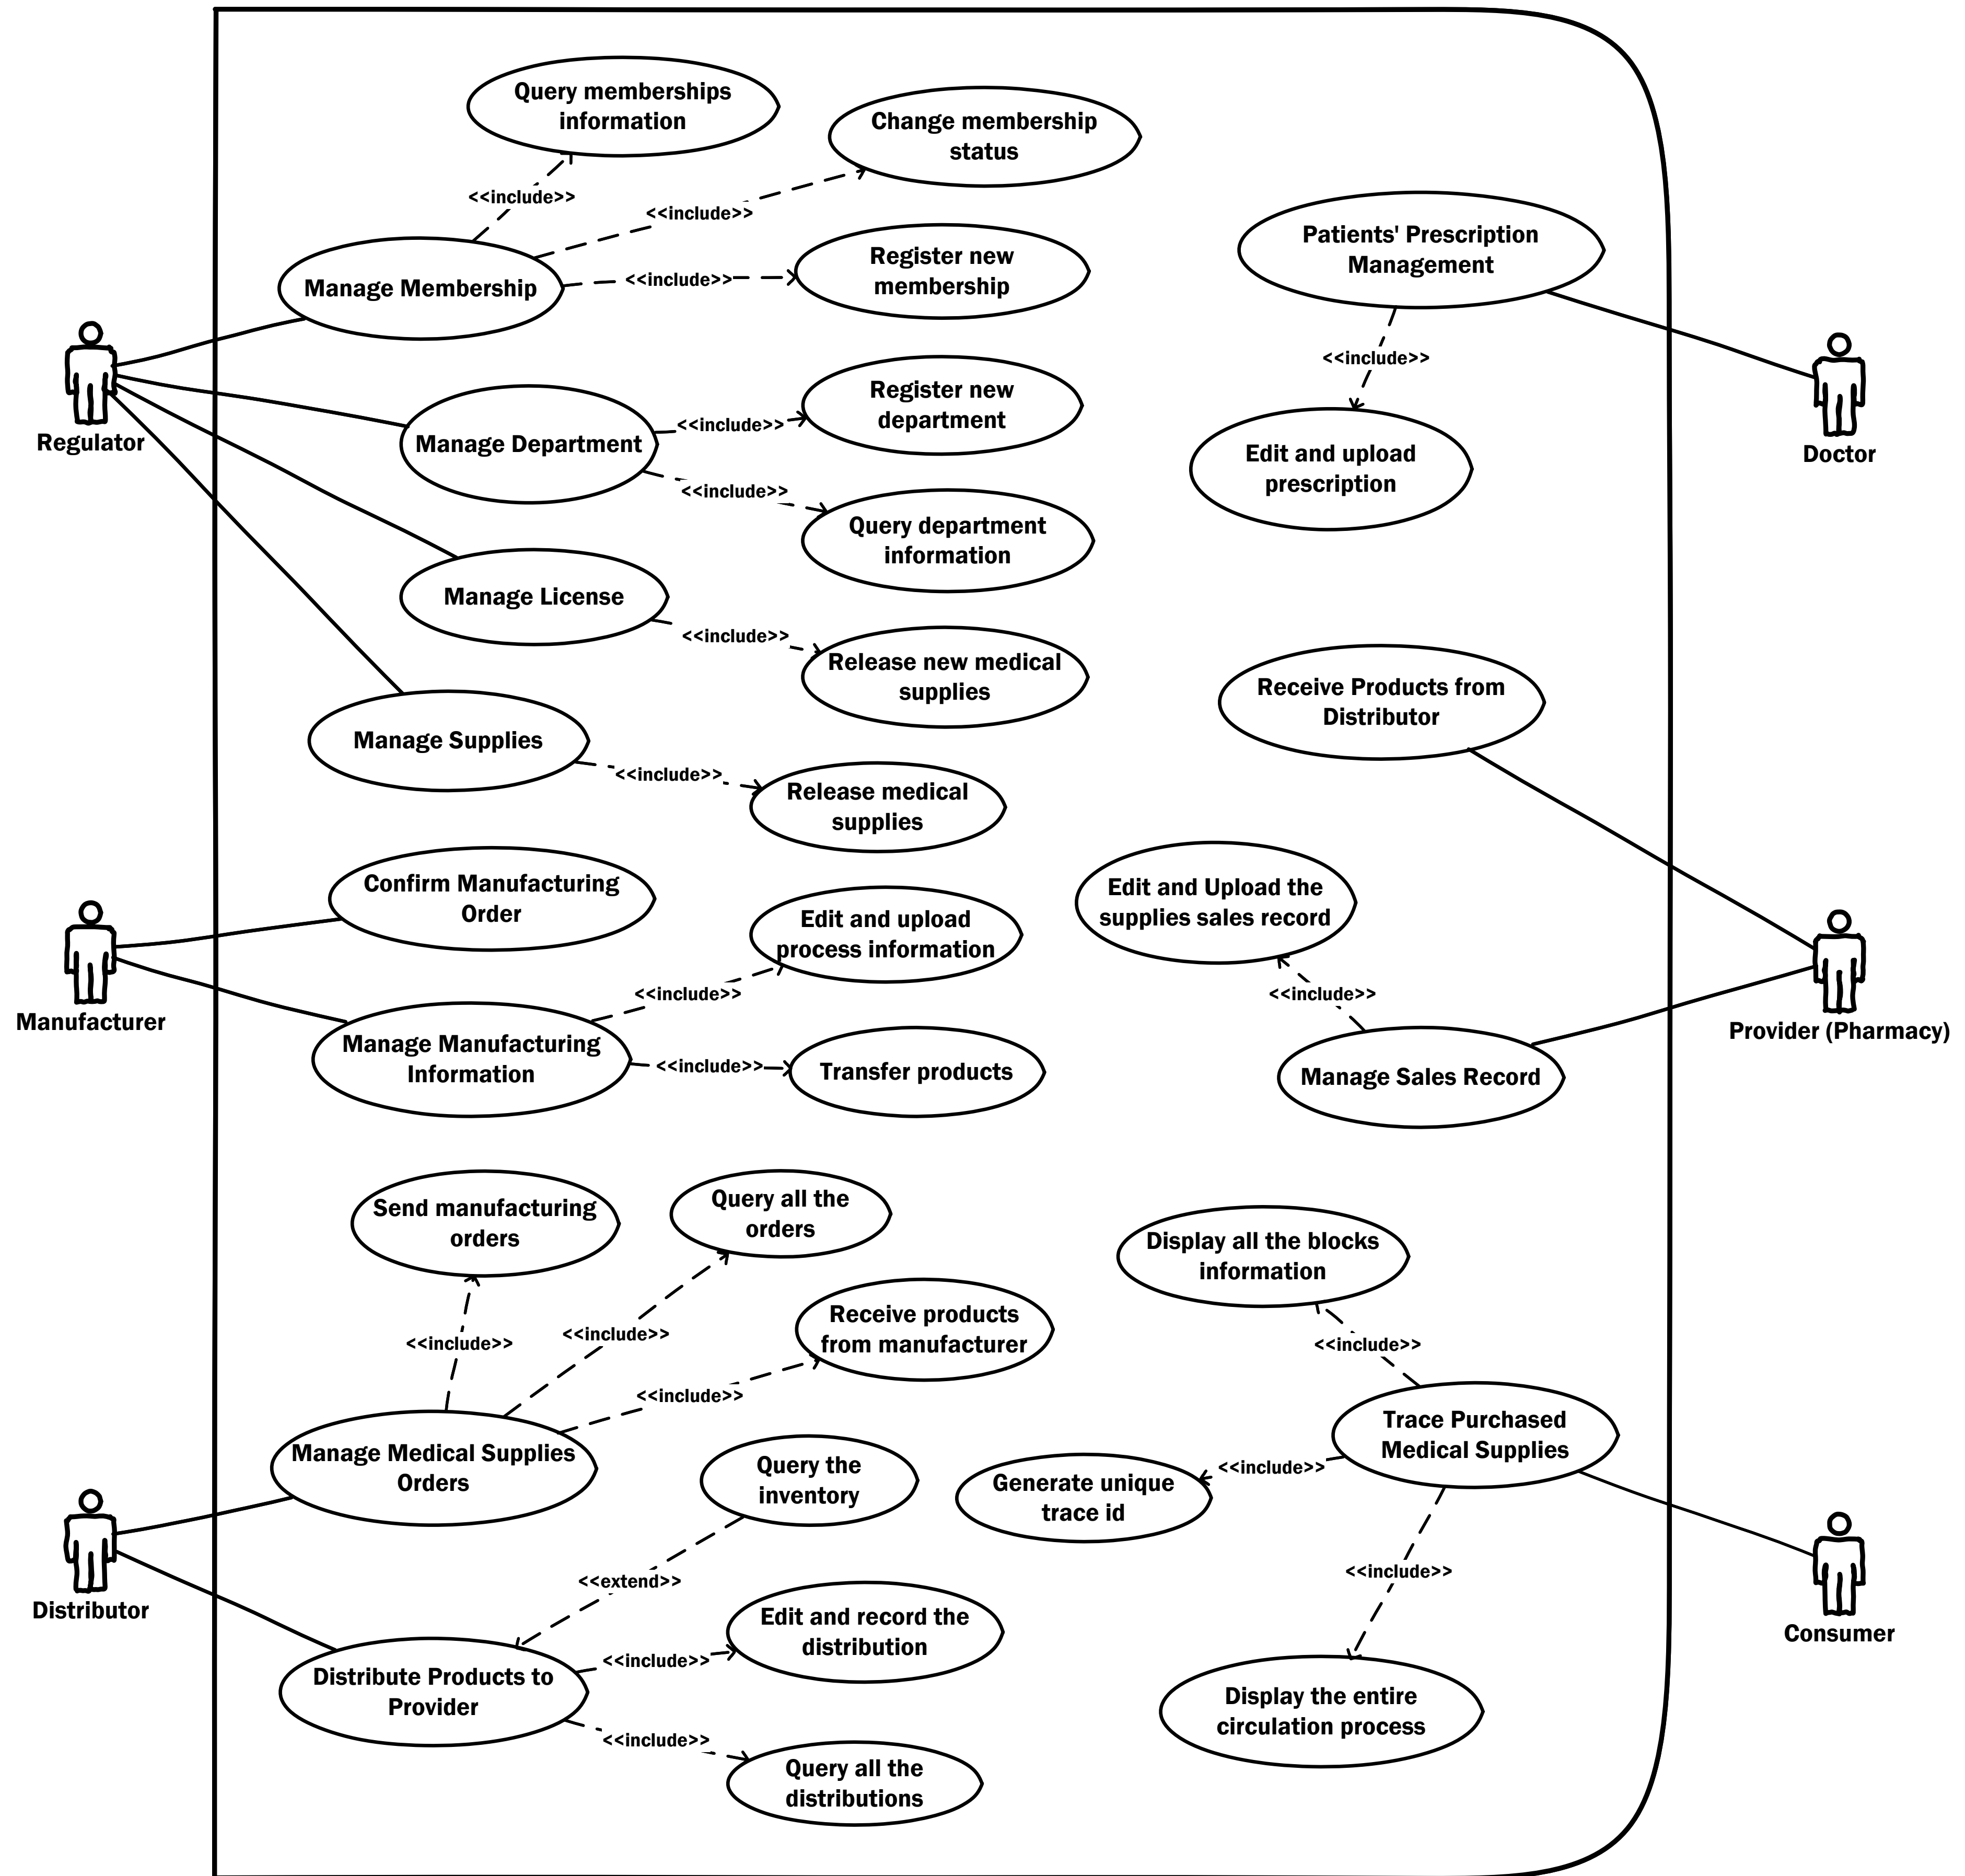 Query memberships
information
Change membership
status
<<include>>
<<include>>
Manage Membership
<<include>>
Register new
membership
Regulator
Manage Department
<<include>>
Register new
department
<<include>>
Query department
information
Manage License
<<include>>
Release new medical
supplies
Manage Supplies
<<include>>
Release medical
supplies
Patients' Prescription
Management
<<include>>
Edit and upload
prescription
Doctor
Receive Products from
Distributor
Edit and Upload the
supplies sales record
<<include>>
Manage Sales Record
Provider (Pharmacy)
Confirm Manufacturing
Order
Manufacturer
Edit and upload
process information
<<include>>
Manage Manufacturing
Information
<<include>>
Transfer products
Send manufacturing
orders
Query all the
orders
Receive products
from manufacturer
<<include>>
<<include>>
<<include>>
Manage Medical Supplies
Orders
Distributor
Query the
inventory
<<extend>>
Distribute Products to
Provider
<<include>>
Edit and record the
distribution
<<include>>
Query all the
distributions
Display all the blocks
information
<<include>>
Trace Purchased
Medical Supplies
<<include>>
Generate unique
trace id
<<include>>
Display the entire
circulation process
Consumer